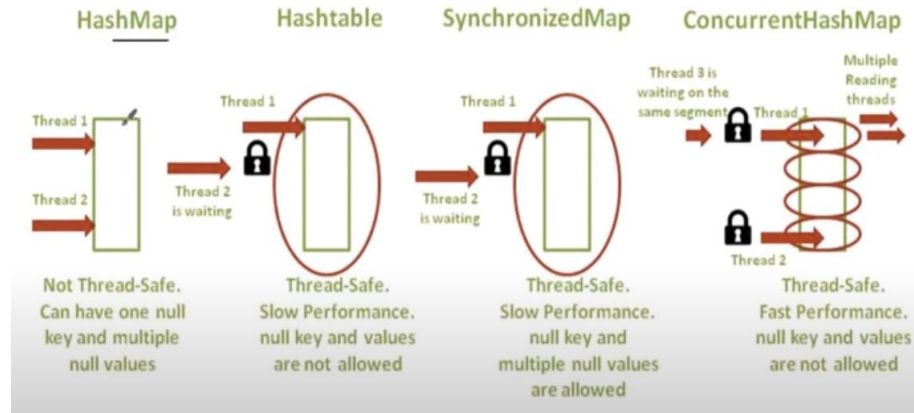 HashMap
Thread 1
Thread 2
Not Thread-Safe.
Can have one null
key and multiple
null values
Hashtable
Thread 1
Thread 2
is waiting
Thread-Safe.
Slow Performance.
null key and values
are not allowed
SynchronizedMap
Thread 1
Thread 2
is waiting
Thread-Safe.
Slow Performance.
null key and
multiple null values
are allowed
ConcurrentHashMap
Thread 3 is
waiting on the
same segment
Thread 1
Multiple
Reading
threads
Thread 2
Thread-Safe.
Fast Performance.
null key and values
are not allowed